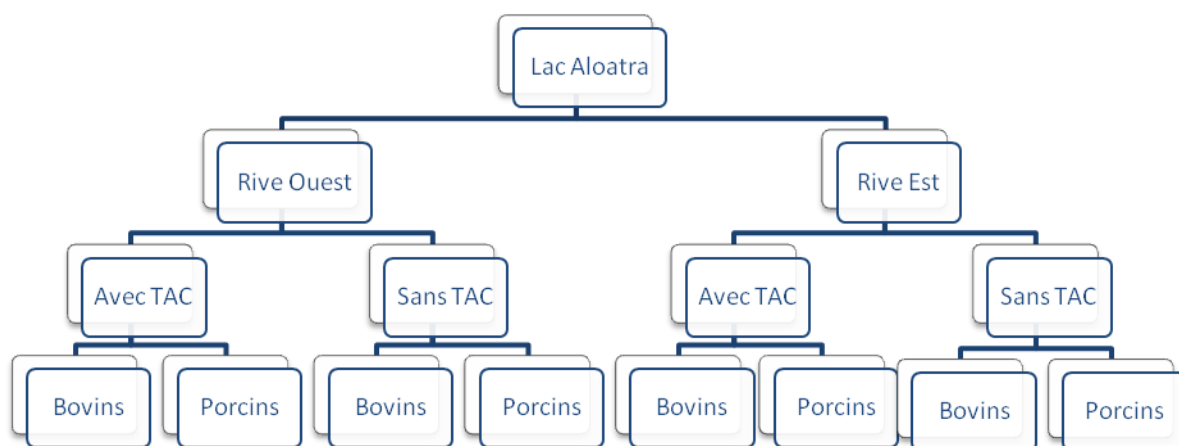 Lac Aloatra
Rive Ouest
Rive Est
Avec TAC
Sans TAC
Avec TAC
Sans TAC
Bovins
Porcins
Bovins
Porcins
Bovins
Porcins
Bovins
Porcins